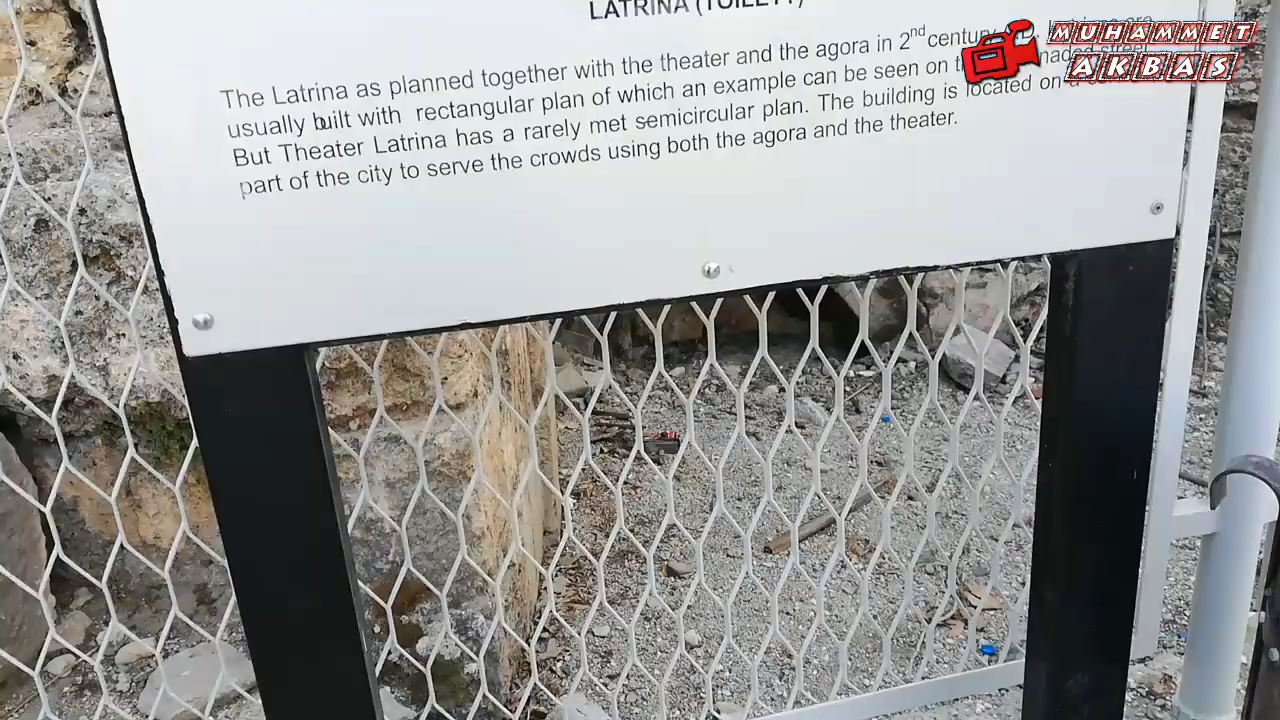 LATRINA (TOILETT)
The Latrina as planned together with the theater and the agora in 2nd century
usually built with rectangular plan of which an example can be seen on street
But Theater Latrina has a rarely met semicircular plan. The building is located on a
part of the city to serve the crowds using both the agora and the theater.
MUHAMMET
AKBAS